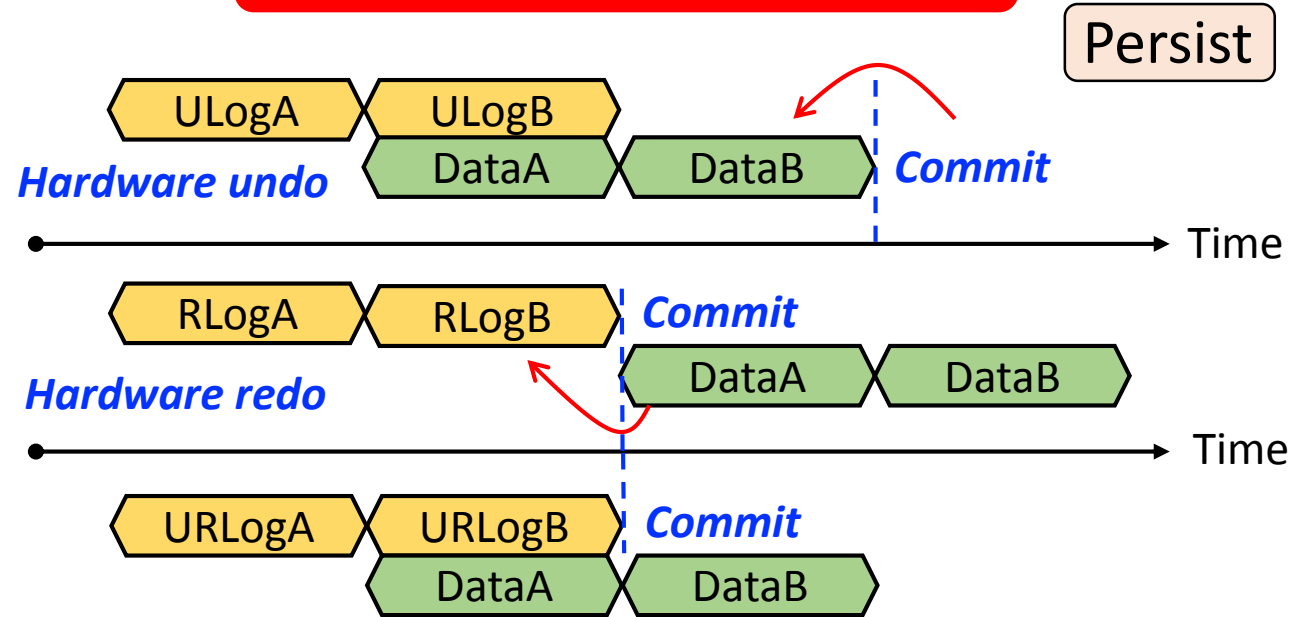 Persist
ULogA ULogB
DataA DataB
Hardware undo
Commit
Time
RLogA RLogB
Commit
DataA DataB
Hardware redo
Time
URLogA URLogB
Commit
DataA DataB